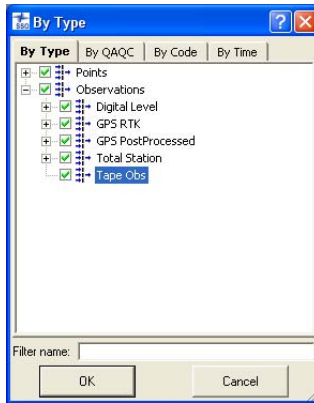 By Type
By Type By QAQC By Code By Time
Points
Observations
Digital Level
GPS RTK
GPS PostProcessed
Total Station
Tape Obs
Filter name:
OK Cancel